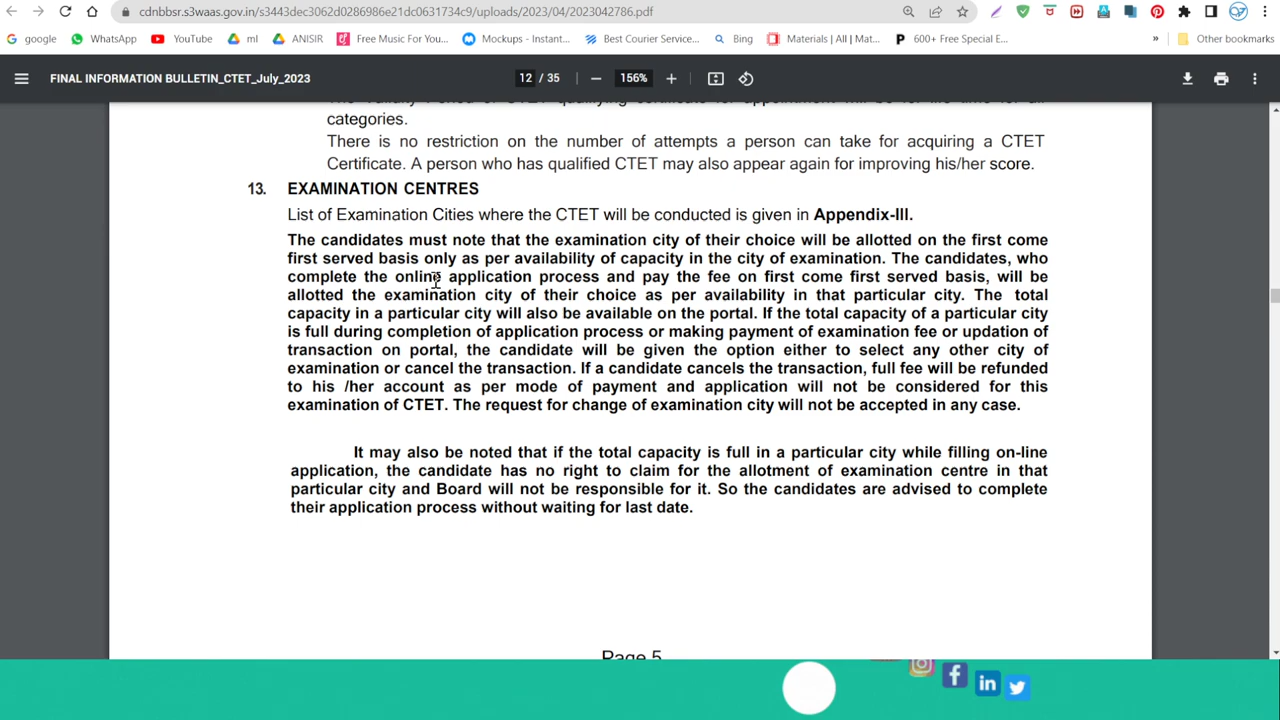 cdnbbsr.s3waas.gov.in/s3443dec3062d0286986e21dc0631734c9/uploads/2023/04/2023042786.pdf
google WhatsApp YouTube ml ANISIR Free Music For You... Mockups - Instant... Best Courier Service... Bing Materials | All | Mat... 600+ Free Special E... » Other bookmarks
FINAL INFORMATION BULLETIN_CTET_July_2023 12 / 35 156%
categories.
There is no restriction on the number of attempts a person can take for acquiring a CTET
Certificate. A person who has qualified CTET may also appear again for improving his/her score.
13. EXAMINATION CENTRES
List of Examination Cities where the CTET will be conducted is given in Appendix-III.
The candidates must note that the examination city of their choice will be allotted on the first come
first served basis only as per availability of capacity in the city of examination. The candidates, who
complete the online application process and pay the fee on first come first served basis, will be
allotted the examination city of their choice as per availability in that particular city. The total
capacity in a particular city will also be available on the portal. If the total capacity of a particular city
is full during completion of application process or making payment of examination fee or updation of
transaction on portal, the candidate will be given the option either to select any other city of
examination or cancel the transaction. If a candidate cancels the transaction, full fee will be refunded
to his /her account as per mode of payment and application will not be considered for this
examination of CTET. The request for change of examination city will not be accepted in any case.
It may also be noted that if the total capacity is full in a particular city while filling on-line
application, the candidate has no right to claim for the allotment of examination centre in that
particular city and Board will not be responsible for it. So the candidates are advised to complete
their application process without waiting for last date.
Page 5